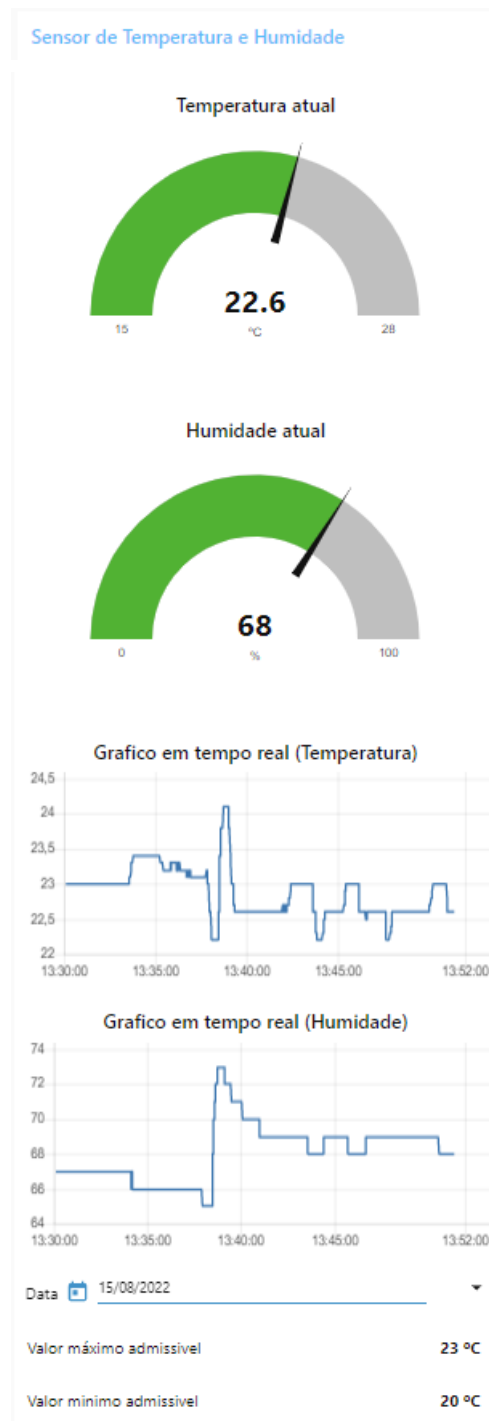 Sensor de Temperatura e Humidade
Temperatura atual
22.6
15 ºC 28
Humidade atual
68
0 % 100
Grafico em tempo real (Temperatura)
24,5
24
23,5
23
22,5
22
13:30:00 13:35:00 13:40:00 13:45:00 13:52:00
Grafico em tempo real (Humidade)
74
72
70
68
66
64
13:30:00 13:35:00 13:40:00 13:45:00 13:52:00
Data 15/08/2022
Valor máximo admissivel 23 ºC
Valor minimo admissivel 20 ºC